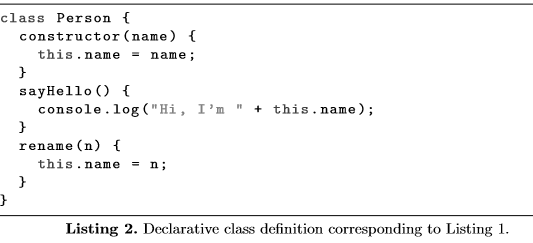 class Person {
  constructor(name) {
    this.name = name;
  }
  sayHello() {
    console.log("Hi, I'm " + this.name);
  }
  rename(n) {
    this.name = n;
  }
}
Listing 2. Declarative class definition corresponding to Listing 1.